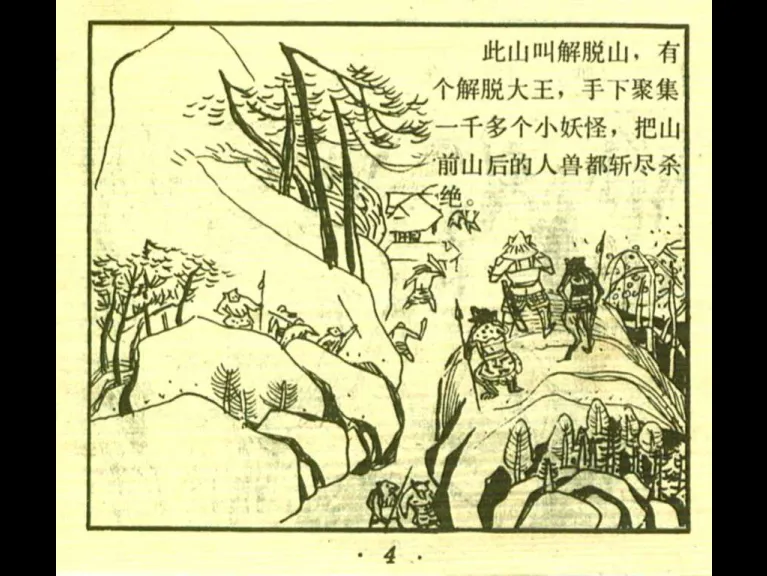 此山叫解脱山，有
个解脱大王，手下聚集
一千多个小妖怪，把山
前山后的人兽都斩尽杀
绝。
· 4 ·